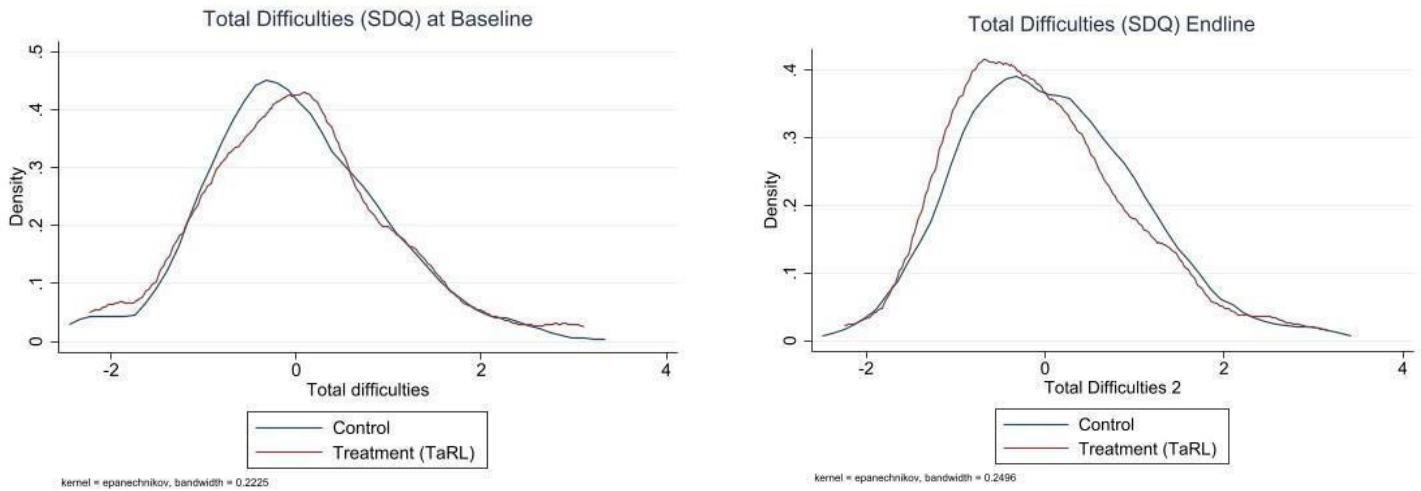 Total Difficulties (SDQ) at Baseline
.5
.4
.3
.2
.1
0
Density
-2
0
2
4
Total difficulties
Control
Treatment (TaRL)
kernel = epanechnikov, bandwidth = 0.2225
Total Difficulties (SDQ) Endline
.4
.3
.2
.1
0
Density
-2
0
2
4
Total Difficulties 2
Control
Treatment (TaRL)
kernel = epanechnikov, bandwidth = 0.2496